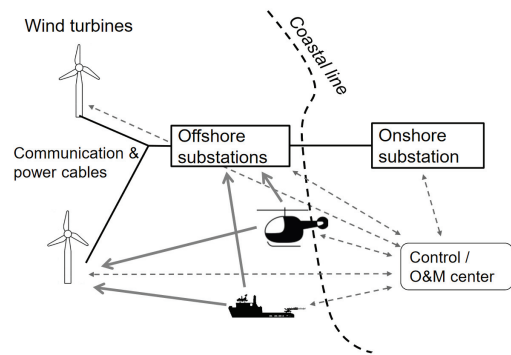 Wind turbines
Coastal line
Offshore
substations
Onshore
substation
Communication &
power cables
Control /
O&M center